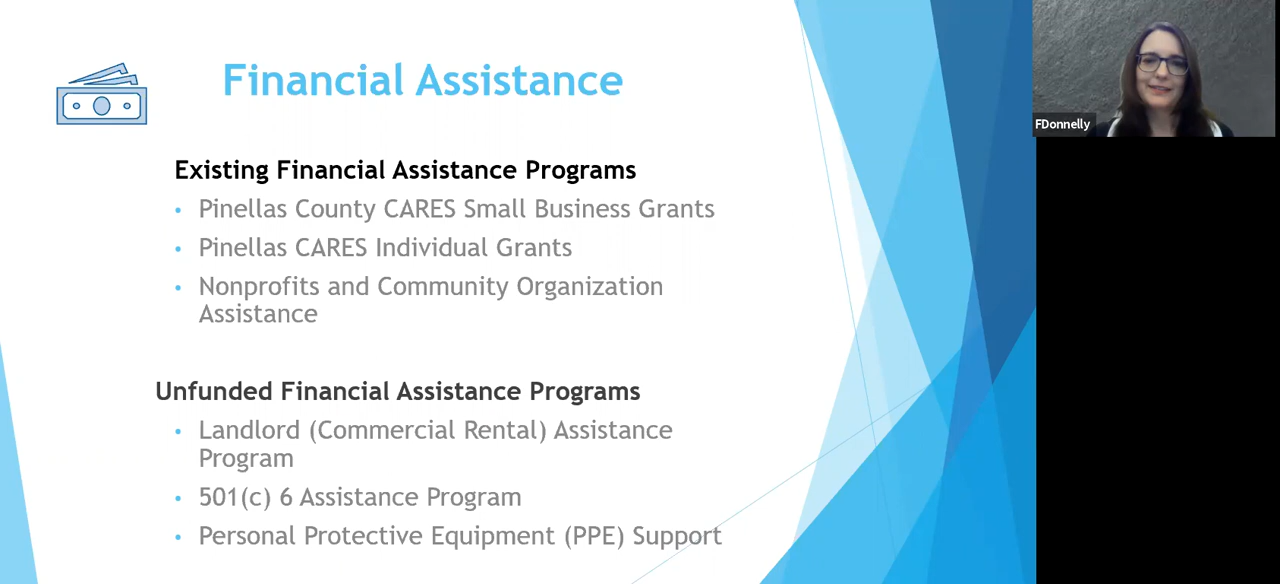 Financial Assistance
FDonnelly
Existing Financial Assistance Programs
• Pinellas County CARES Small Business Grants
• Pinellas CARES Individual Grants
• Nonprofits and Community Organization
Assistance
Unfunded Financial Assistance Programs
• Landlord (Commercial Rental) Assistance
Program
• 501(c) 6 Assistance Program
• Personal Protective Equipment (PPE) Support